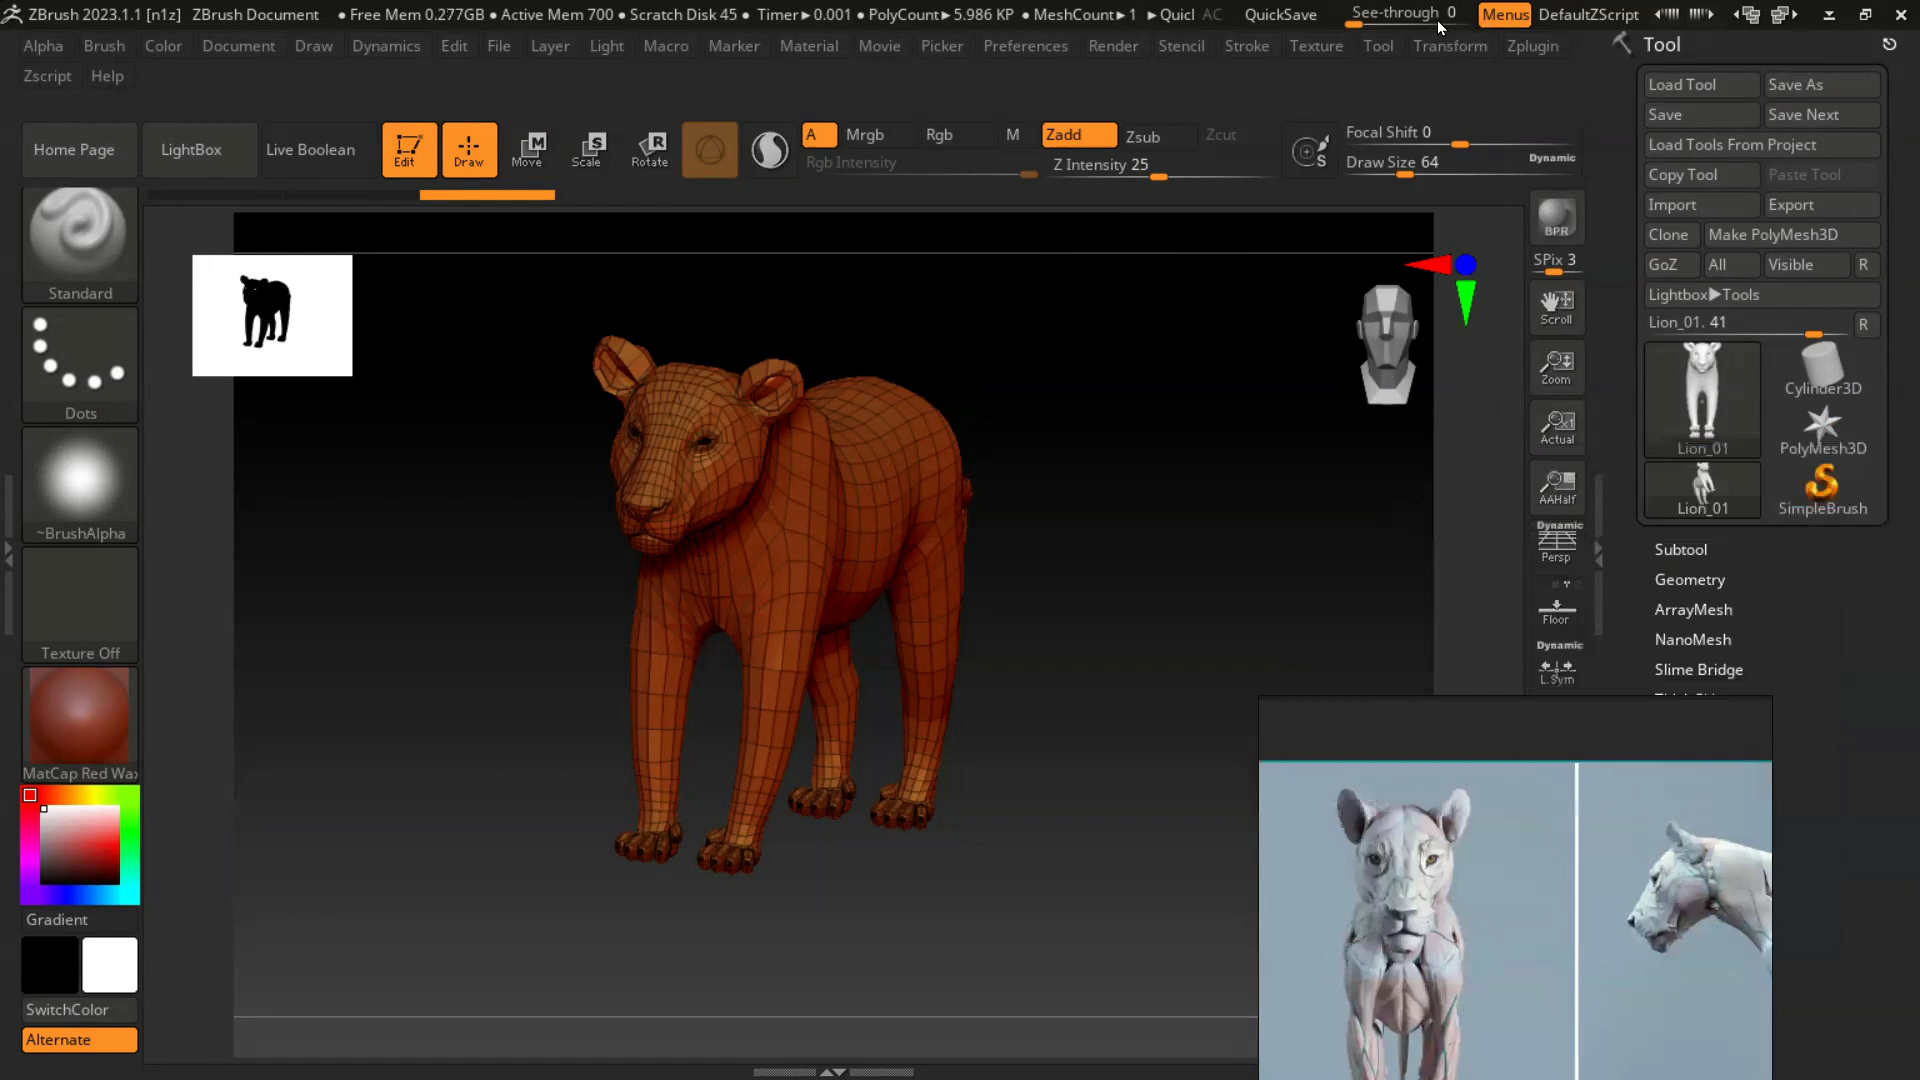 ZBrush 2023.1.1 [n1z] ZBrush Document ● Free Mem 0.277GB ● Active Mem 700 ● Scratch Disk 45 ● Timer►0.001 ● PolyCount►5.986 KP ● MeshCount►1 ►Quicl AC QuickSave See-through 0 Menus DefaultZScript
Alpha Brush Color Document Draw Dynamics Edit File Layer Light Macro Marker Material Movie Picker Preferences Render Stencil Stroke Texture Tool Transform Zplugin
Zscript Help
Home Page LightBox Live Boolean Edit Draw Move Scale Rotate
A Mrgb Rgb M Zadd Zsub Zcut
Rgb Intensity Z Intensity 25
Focal Shift 0
Draw Size 64 Dynamic
M S R S
Standard
Dots
~BrushAlpha
Texture Off
MatCap Red Wax
Gradient
SwitchColor
Alternate
BPR
SPix 3
Scroll
Zoom
Actual
AAHalf
Dynamic
Persp
Floor
Dynamic
L.Sym
Tool
Load Tool Save As
Save Save Next
Load Tools From Project
Copy Tool Paste Tool
Import Export
Clone Make PolyMesh3D
GoZ All Visible R
Lightbox►Tools
Lion_01. 41 R
Lion_01 Cylinder3D
PolyMesh3D
Lion_01 SimpleBrush
Subtool
Geometry
ArrayMesh
NanoMesh
Slime Bridge